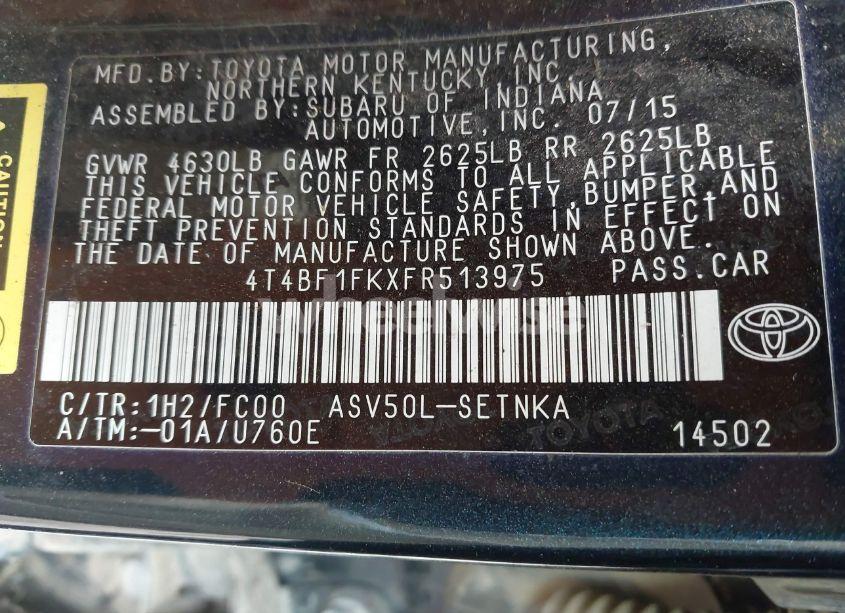 MFD.BY:TOYOTA MOTOR MANUFACTURING,
NORTHERN KENTUCKY, INC.
ASSEMBLED BY:SUBARU OF INDIANA
AUTOMOTIVE,INC. 07/15
GVWR 4630LB GAWR FR 2625LB RR 2625LB
THIS VEHICLE CONFORMS TO ALL APPLICABLE
FEDERAL MOTOR VEHICLE SAFETY,BUMPER,AND
THEFT PREVENTION STANDARDS IN EFFECT ON
THE DATE OF MANUFACTURE SHOWN ABOVE.
4T4BF1FKXFR513975 PASS.CAR
wheelwise
C/TR:1H2/FC00 ASV50L-SETNKA
A/TM:-01A/U760E 14502
TOYOTA
CAUTION